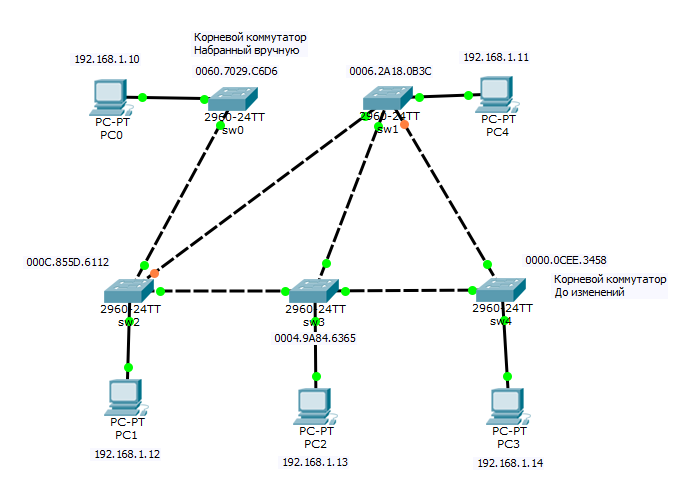 Корневой коммутатор
Набранный вручную
192.168.1.10
0060.7029.C6D6
0006.2A18.0B3C
192.168.1.11
PC-PT
PC0
2960-24TT
sw0
2960-24TT
sw1
PC-PT
PC4
000C.855D.6112
0000.0CEE.3458
Корневой коммутатор
До изменений
2960-24TT
sw2
2960-24TT
sw3
2960-24TT
sw4
0004.9A84.6365
PC-PT
PC1
PC-PT
PC2
PC-PT
PC3
192.168.1.12
192.168.1.13
192.168.1.14